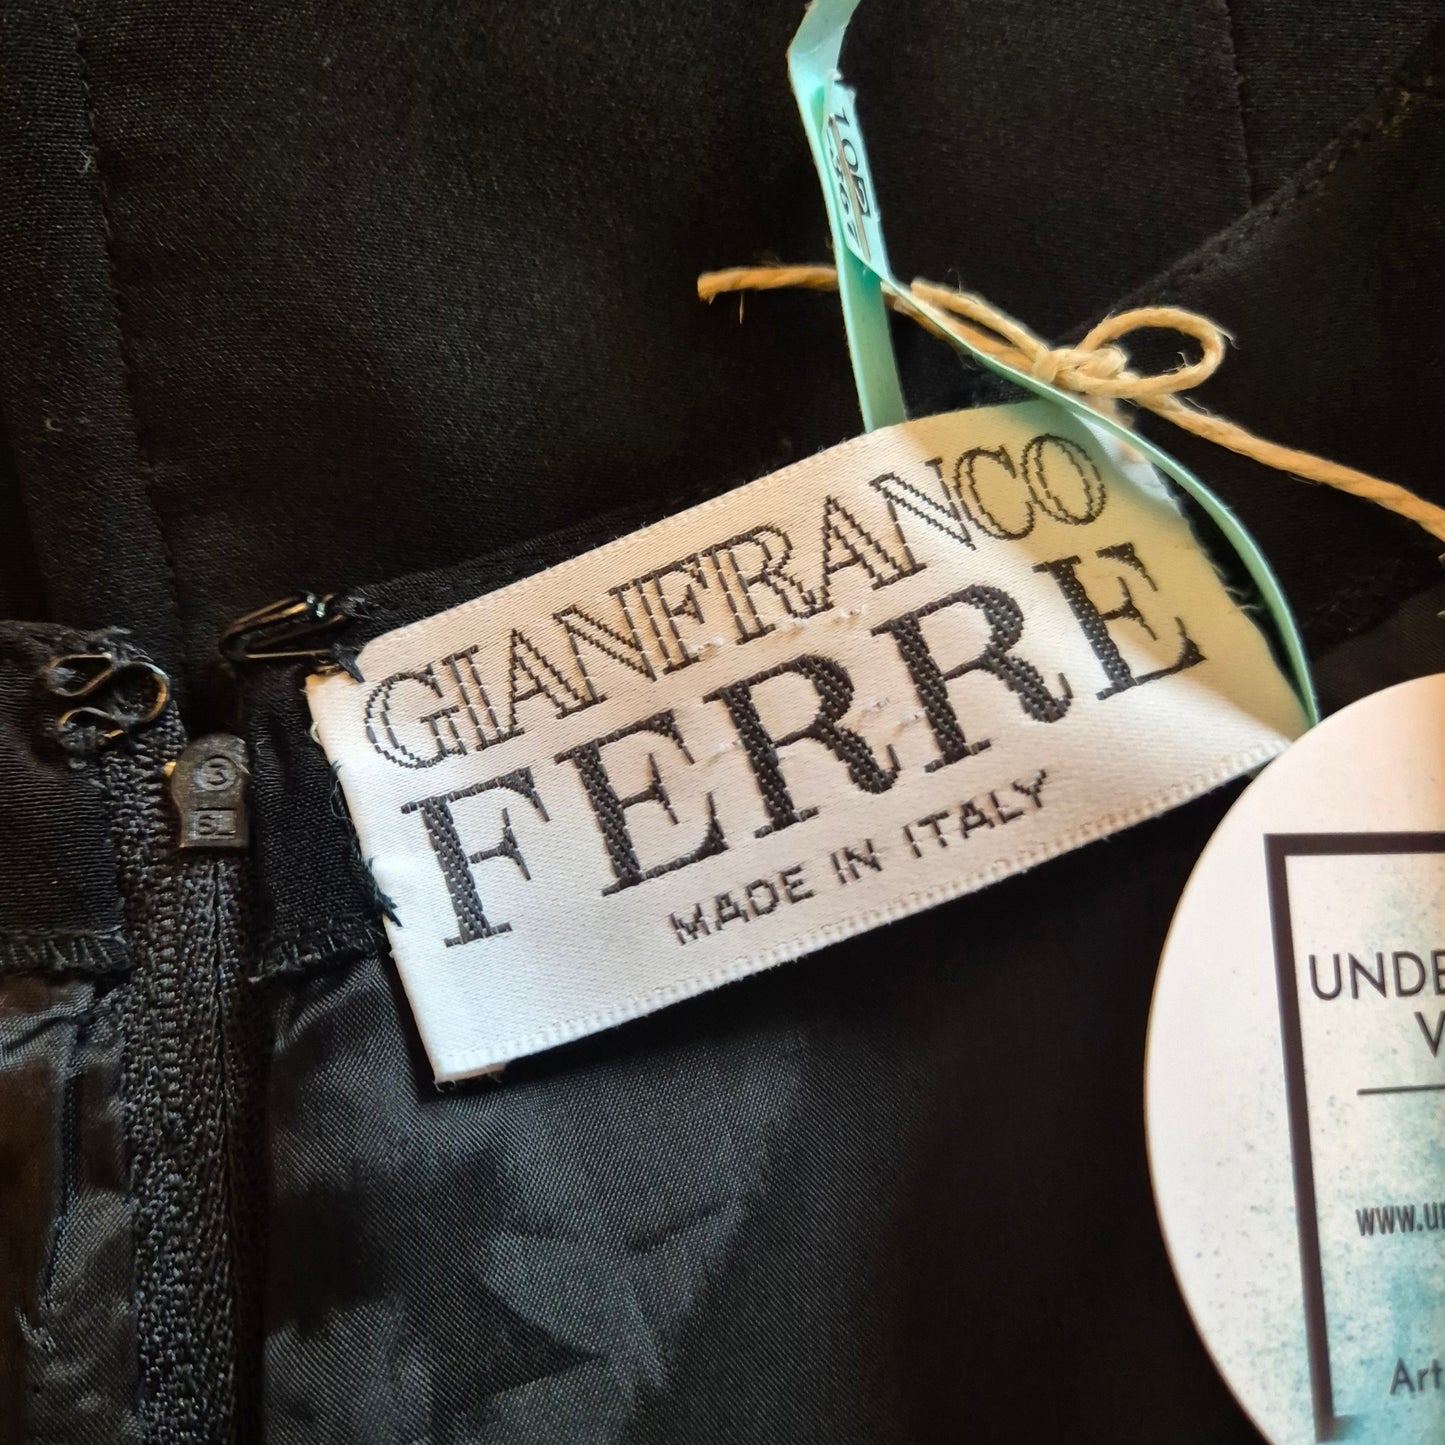 GIANFRANCO
FERRE
MADE IN ITALY
UNDE
V
www.u
Art